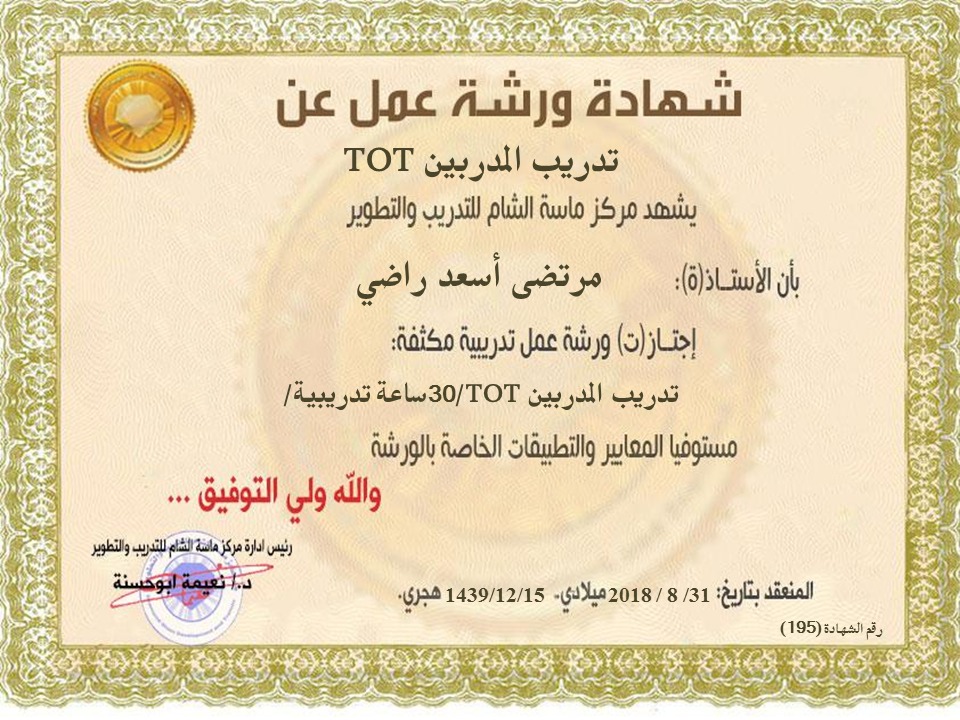 شهادة ورشة عمل عن
تدريب المدربين TOT
يشهد مركز ماسة الشام للتدريب والتطوير
بأن الأستــاذ(ة): مرتضى أسعد راضي
إجتــاز(ت) ورشة عمل تدريبية مكثفة:
تدريب المدربين TOT/30ساعة تدريبية/
مستوفيا المعايير والتطبيقات الخاصة بالورشة
والله ولي التوفيق ...
رئيس ادارة مركز ماسة الشام للتدريب والتطوير
د./ نعيمة ابوحسنة
المنعقد بتاريخ: 31/ 8 / 2018 ميلادي. 1439/12/15 هجري.
رقم الشهادة (195)